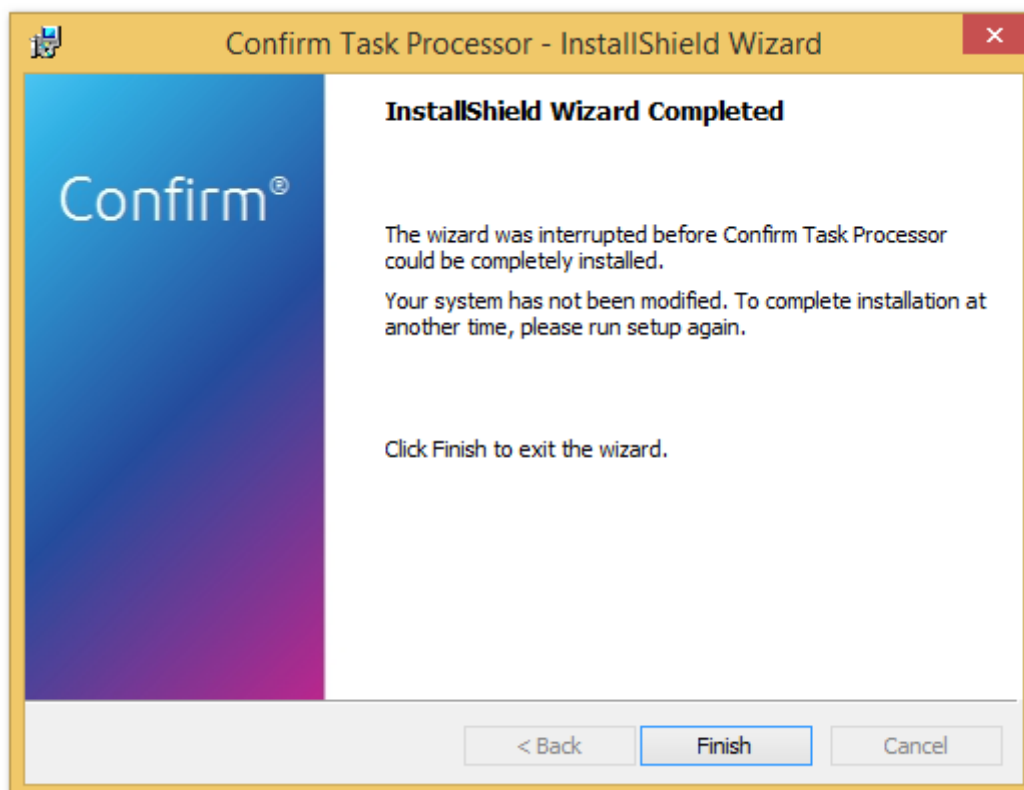 Confirm Task Processor - InstallShield Wizard
InstallShield Wizard Completed
Confirm®
The wizard was interrupted before Confirm Task Processor
could be completely installed.
Your system has not been modified. To complete installation at
another time, please run setup again.
Click Finish to exit the wizard.
< Back
Finish
Cancel